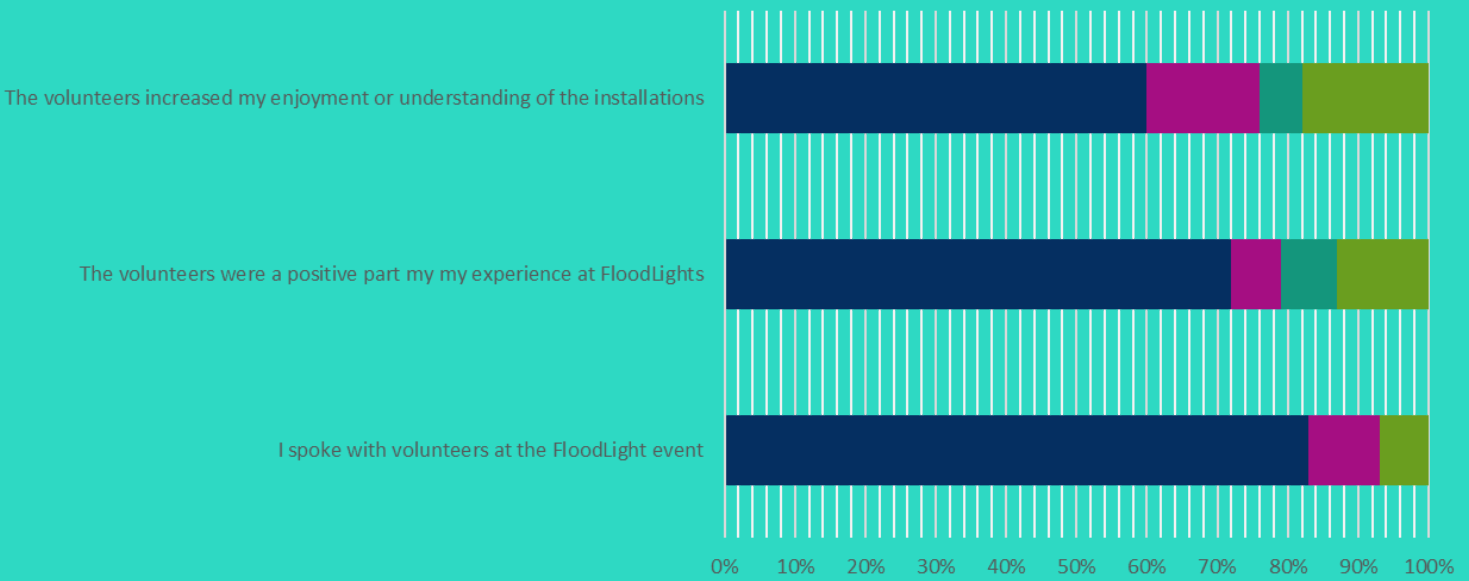 The volunteers increased my enjoyment or understanding of the installations
The volunteers were a positive part my my experience at FloodLights
I spoke with volunteers at the FloodLight event
0% 10% 20% 30% 40% 50% 60% 70% 80% 90% 100%